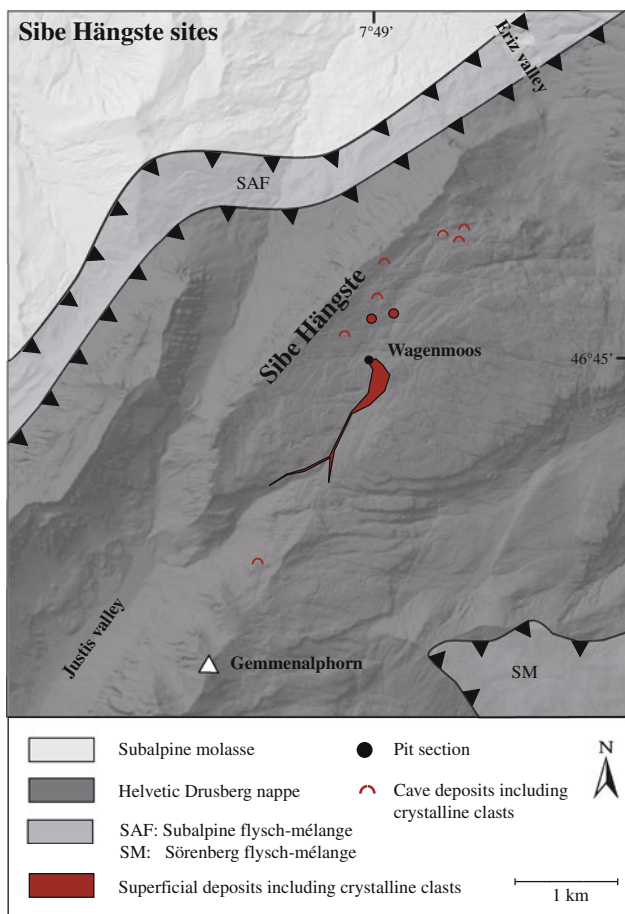 Sibe Hängste sites
7°49'
Eriz valley
SAF
Sibe Hängste
Wagenmoos
46°45'
Justis valley
Gemmenalphorn
SM
Subalpine molasse
Helvetic Drusberg nappe
SAF: Subalpine flysch-mélange
SM: Sörenberg flysch-mélange
Superficial deposits including crystalline clasts
Pit section
Cave deposits including
crystalline clasts
N
1 km